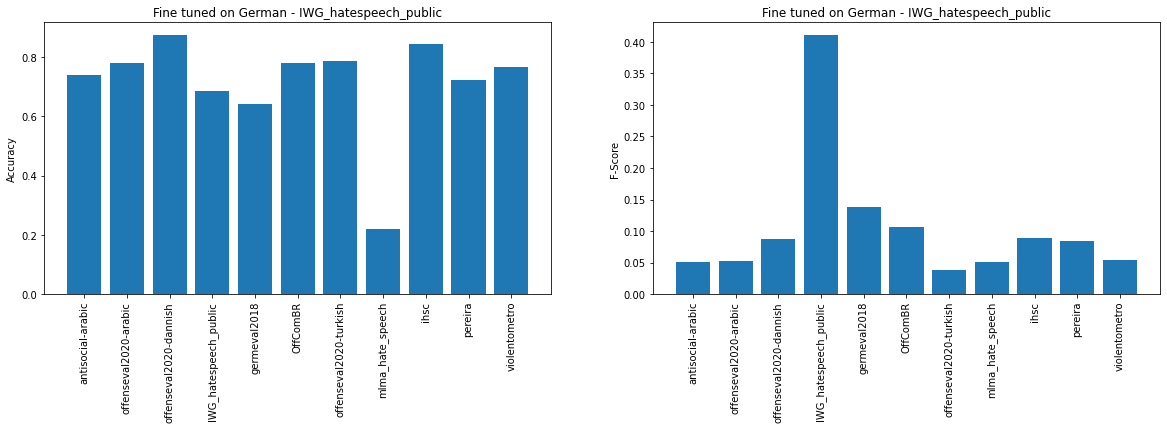 Fine tuned on German - IWG_hatespeech_public
Accuracy
0.8
0.6
0.4
0.2
0.0
antisocial-arabic
offenseval2020-arabic
offenseval2020-dannish
IWG_hatespeech_public
germeval2018
OffComBR
offenseval2020-turkish
mlma_hate_speech
ihsc
pereira
violentometro
Fine tuned on German - IWG_hatespeech_public
F-Score
0.40
0.35
0.30
0.25
0.20
0.15
0.10
0.05
0.00
antisocial-arabic
offenseval2020-arabic
offenseval2020-dannish
IWG_hatespeech_public
germeval2018
OffComBR
offenseval2020-turkish
mlma_hate_speech
ihsc
pereira
violentometro